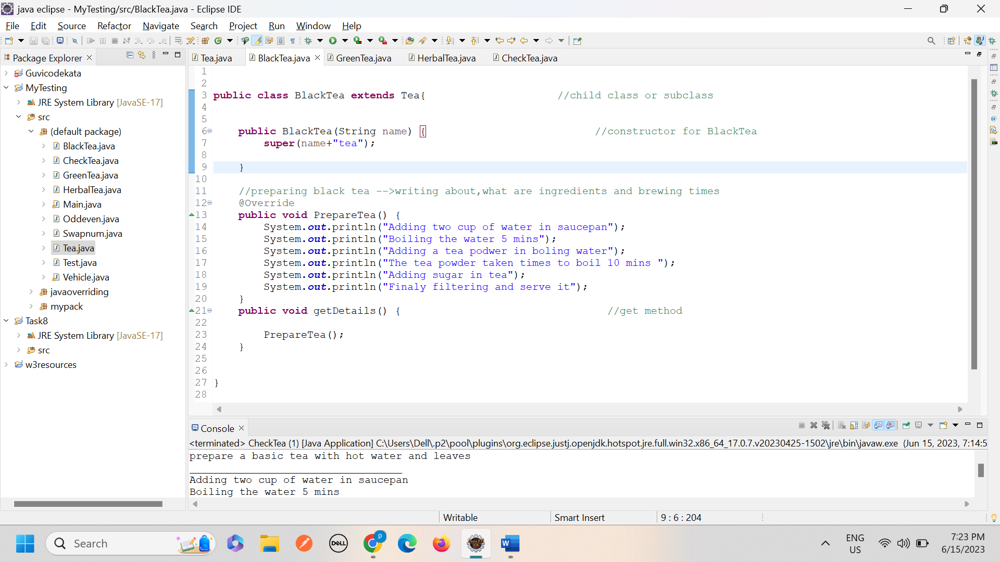 java eclipse - MyTesting/src/BlackTea.java - Eclipse IDE
File Edit Source Refactor Navigate Search Project Run Window Help
Package Explorer
Guvicodekata
MyTesting
JRE System Library [JavaSE-17]
src
(default package)
BlackTea.java
CheckTea.java
GreenTea.java
HerbalTea.java
Main.java
Oddeven.java
Swapnum.java
Tea.java
Test.java
Vehicle.java
javaoverriding
mypack
Task8
JRE System Library [JavaSE-17]
src
w3resources
Tea.java BlackTea.java GreenTea.java HerbalTea.java CheckTea.java
1
2
3 public class BlackTea extends Tea{ //child class or subclass
4
5
6 public BlackTea(String name) { //constructor for BlackTea
7 super(name+"tea");
8
9 }
10
11 //preparing black tea -->writing about,what are ingredients and brewing times
12 @Override
13 public void PrepareTea() {
14 System.out.println("Adding two cup of water in saucepan");
15 System.out.println("Boiling the water 5 mins");
16 System.out.println("Adding a tea podwer in boling water");
17 System.out.println("The tea powder taken times to boil 10 mins ");
18 System.out.println("Adding sugar in tea");
19 System.out.println("Finaly filtering and serve it");
20 }
21 public void getDetails() { //get method
22
23 PrepareTea();
24 }
25
26
27 }
28
Console
<terminated> CheckTea (1) [Java Application] C:\Users\Dell\.p2\pool\plugins\org.eclipse.justj.openjdk.hotspot.jre.full.win32.x86_64_17.0.7.v20230425-1502\jre\bin\javaw.exe (Jun 15, 2023, 7:14:5
prepare a basic tea with hot water and leaves
__________________________________
Adding two cup of water in saucepan
Boiling the water 5 mins
Writable Smart Insert 9 : 6 : 204
Search
DELL
p
Java EE
IDE
W
ENG
US
7:23 PM
6/15/2023